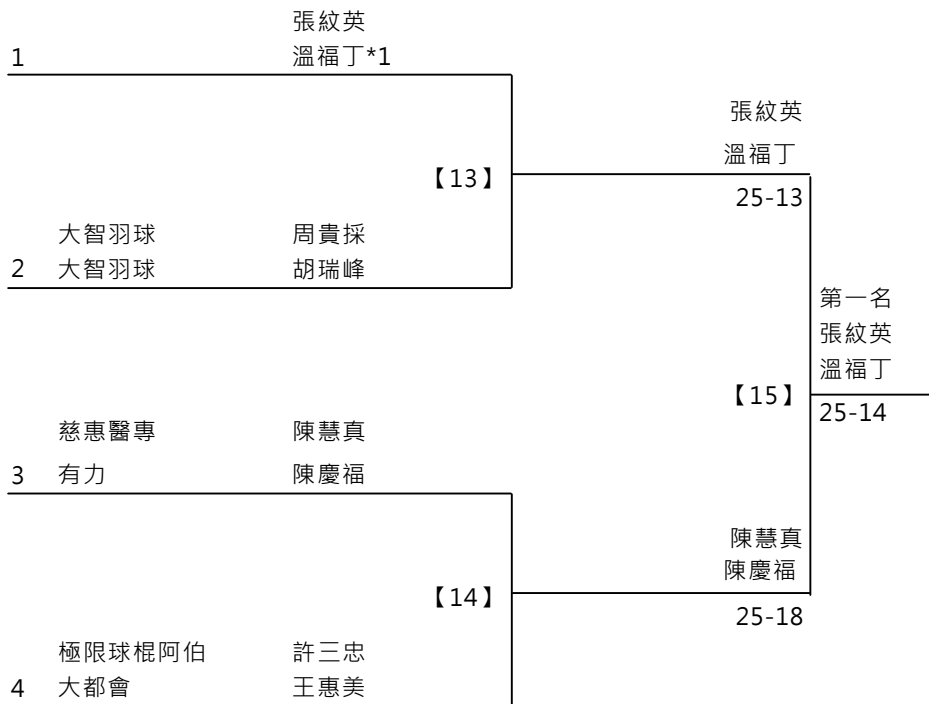 張紋英
1 溫福丁*1
張紋英
溫福丁
【13】
25-13
大智羽球 周貴採
2 大智羽球 胡瑞峰
第一名
張紋英
溫福丁
【15】
25-14
慈惠醫專 陳慧真
3 有力 陳慶福
陳慧真
陳慶福
【14】
25-18
極限球棍阿伯 許三忠
4 大都會 王惠美